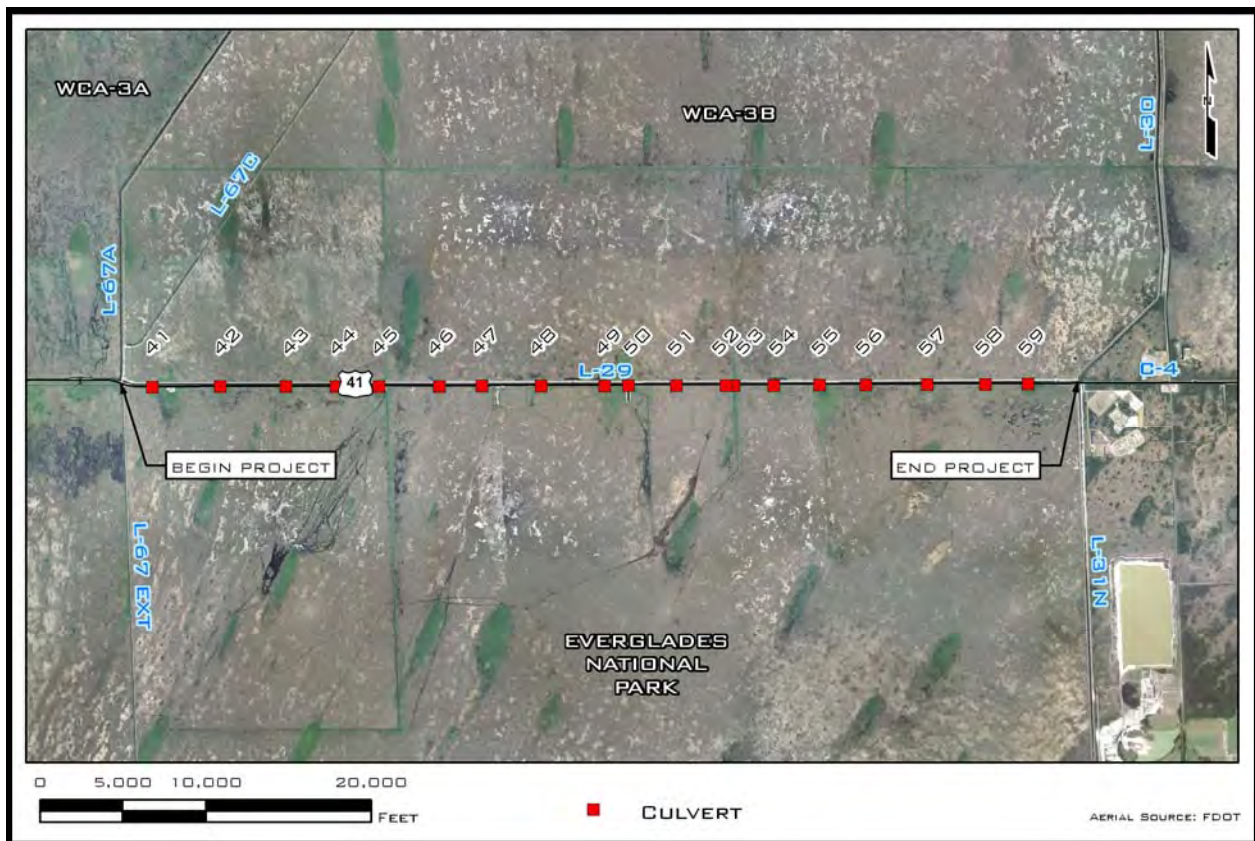 WCA-3A
WCA-3B
L-30
N
L-67C
L-67A
41 42 43 44 45 46 47 48 49 50 51 52 53 54 55 56 57 58 59
41
L-29
C-4
BEGIN PROJECT
END PROJECT
L-67 EXT
L-31N
EVERGLADES
NATIONAL
PARK
0 5,000 10,000 20,000
FEET
CULVERT
AERIAL SOURCE: FDOT